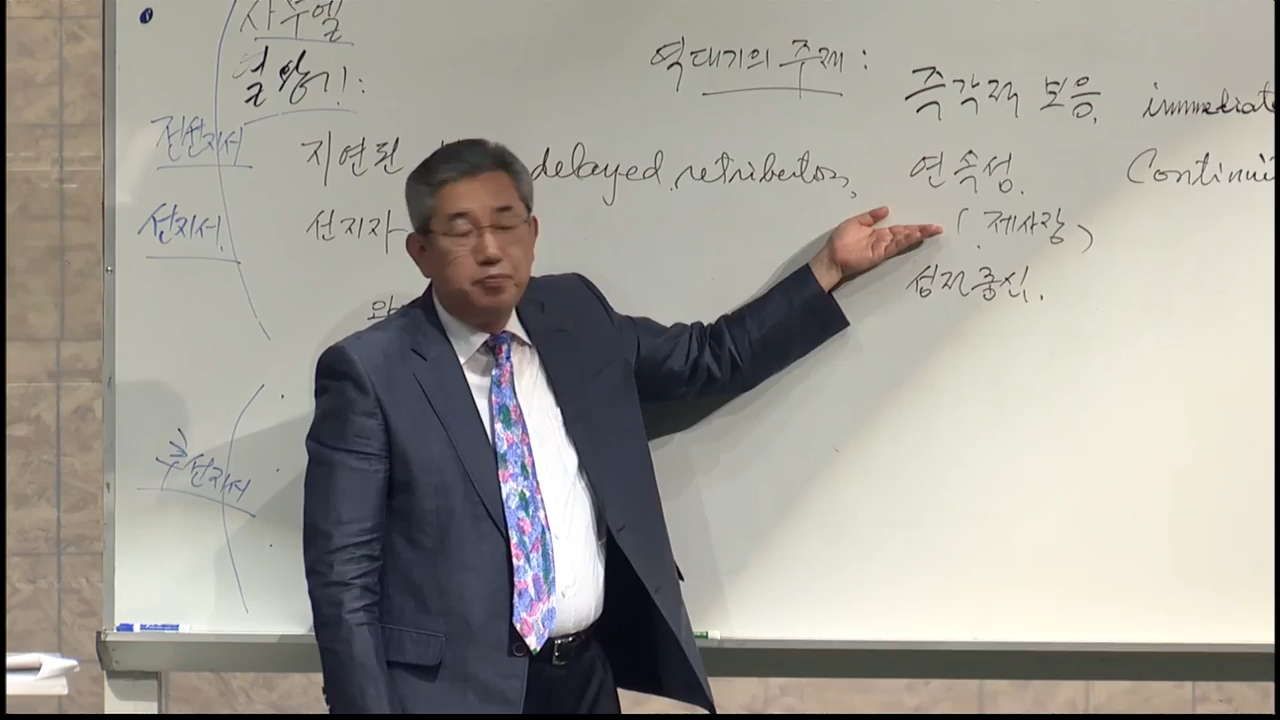 사무엘
열왕기:
역대기의 주제:
즉각적 보응. immediate
전선지서
지연된 delayed retribution,
연속성. Continuit
선지서.
선지자
(제사장)
성전중심.
후선지서